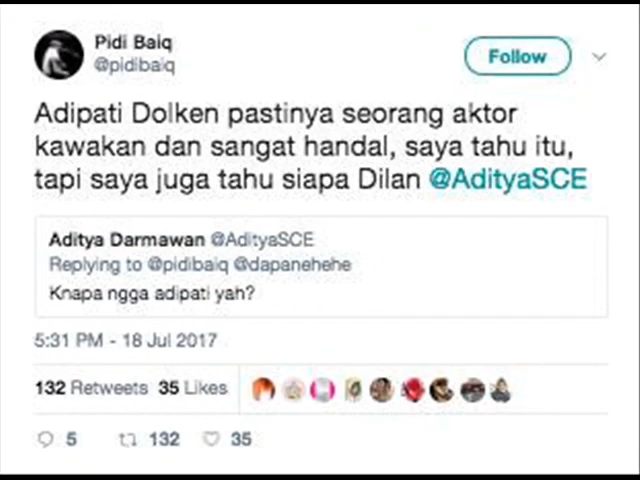 Pidi Baiq
@pidibaiq
Follow
Adipati Dolken pastinya seorang aktor
kawakan dan sangat handal, saya tahu itu,
tapi saya juga tahu siapa Dilan @AdityaSCE
Aditya Darmawan @AdityaSCE
Replying to @pidibaiq @dapanehehe
Knapa ngga adipati yah?
5:31 PM - 18 Jul 2017
132 Retweets 35 Likes
5 132 35